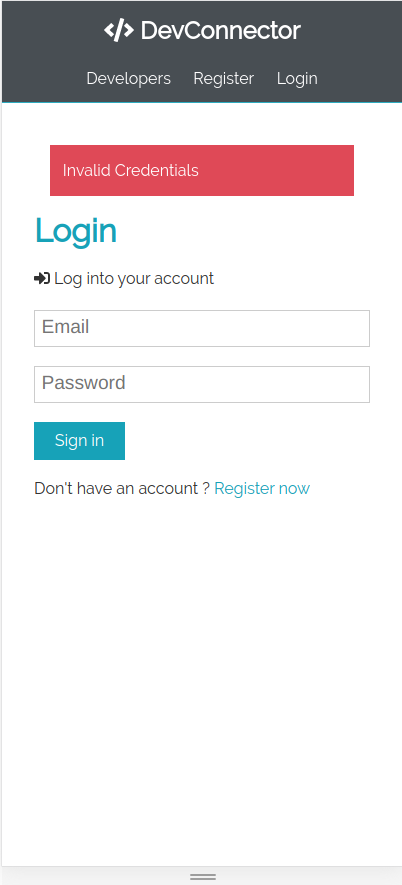 </> DevConnector
Developers Register Login
Invalid Credentials
Login
Log into your account
Email
Password
Sign in
Don't have an account ? Register now